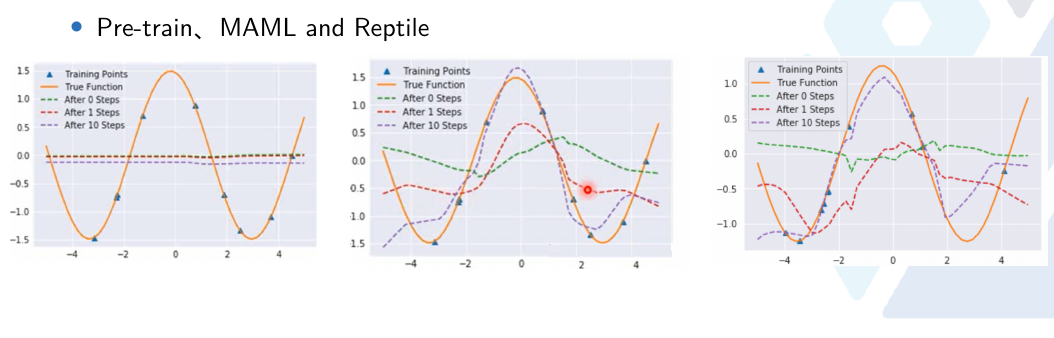 Pre-train、MAML and Reptile
Training Points
True Function
After 0 Steps
After 1 Steps
After 10 Steps
1.5
1.0
0.5
0.0
−0.5
−1.0
−1.5
−4 −2 0 2 4
Training Points
True Function
After 0 Steps
After 1 Steps
After 10 Steps
1.5
1.0
0.5
0.0
0.5
1.0
1.5
−4 −2 0 2 4
Training Points
True Function
After 0 Steps
After 1 Steps
After 10 Steps
1.0
0.5
0.0
−0.5
−1.0
−4 −2 0 2 4